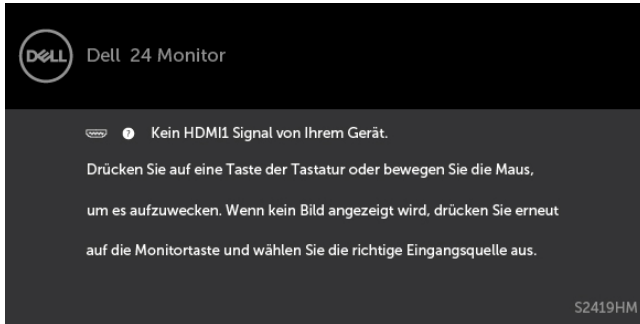 DELL
Dell 24 Monitor
? Kein HDMI1 Signal von Ihrem Gerät.
Drücken Sie auf eine Taste der Tastatur oder bewegen Sie die Maus,
um es aufzuwecken. Wenn kein Bild angezeigt wird, drücken Sie erneut
auf die Monitortaste und wählen Sie die richtige Eingangsquelle aus.
S2419HM